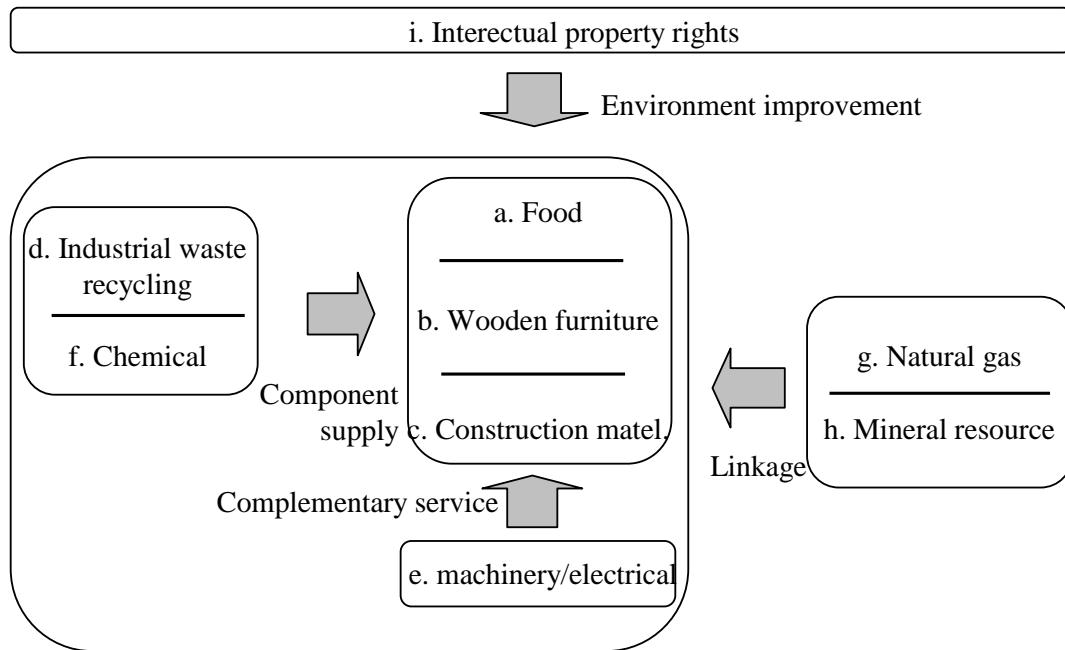 i. Interectual property rights
Environment improvement
a. Food
d. Industrial waste
recycling
b. Wooden furniture
f. Chemical
g. Natural gas
Component
supply
c. Construction matel.
h. Mineral resource
Linkage
Complementary service
e. machinery/electrical